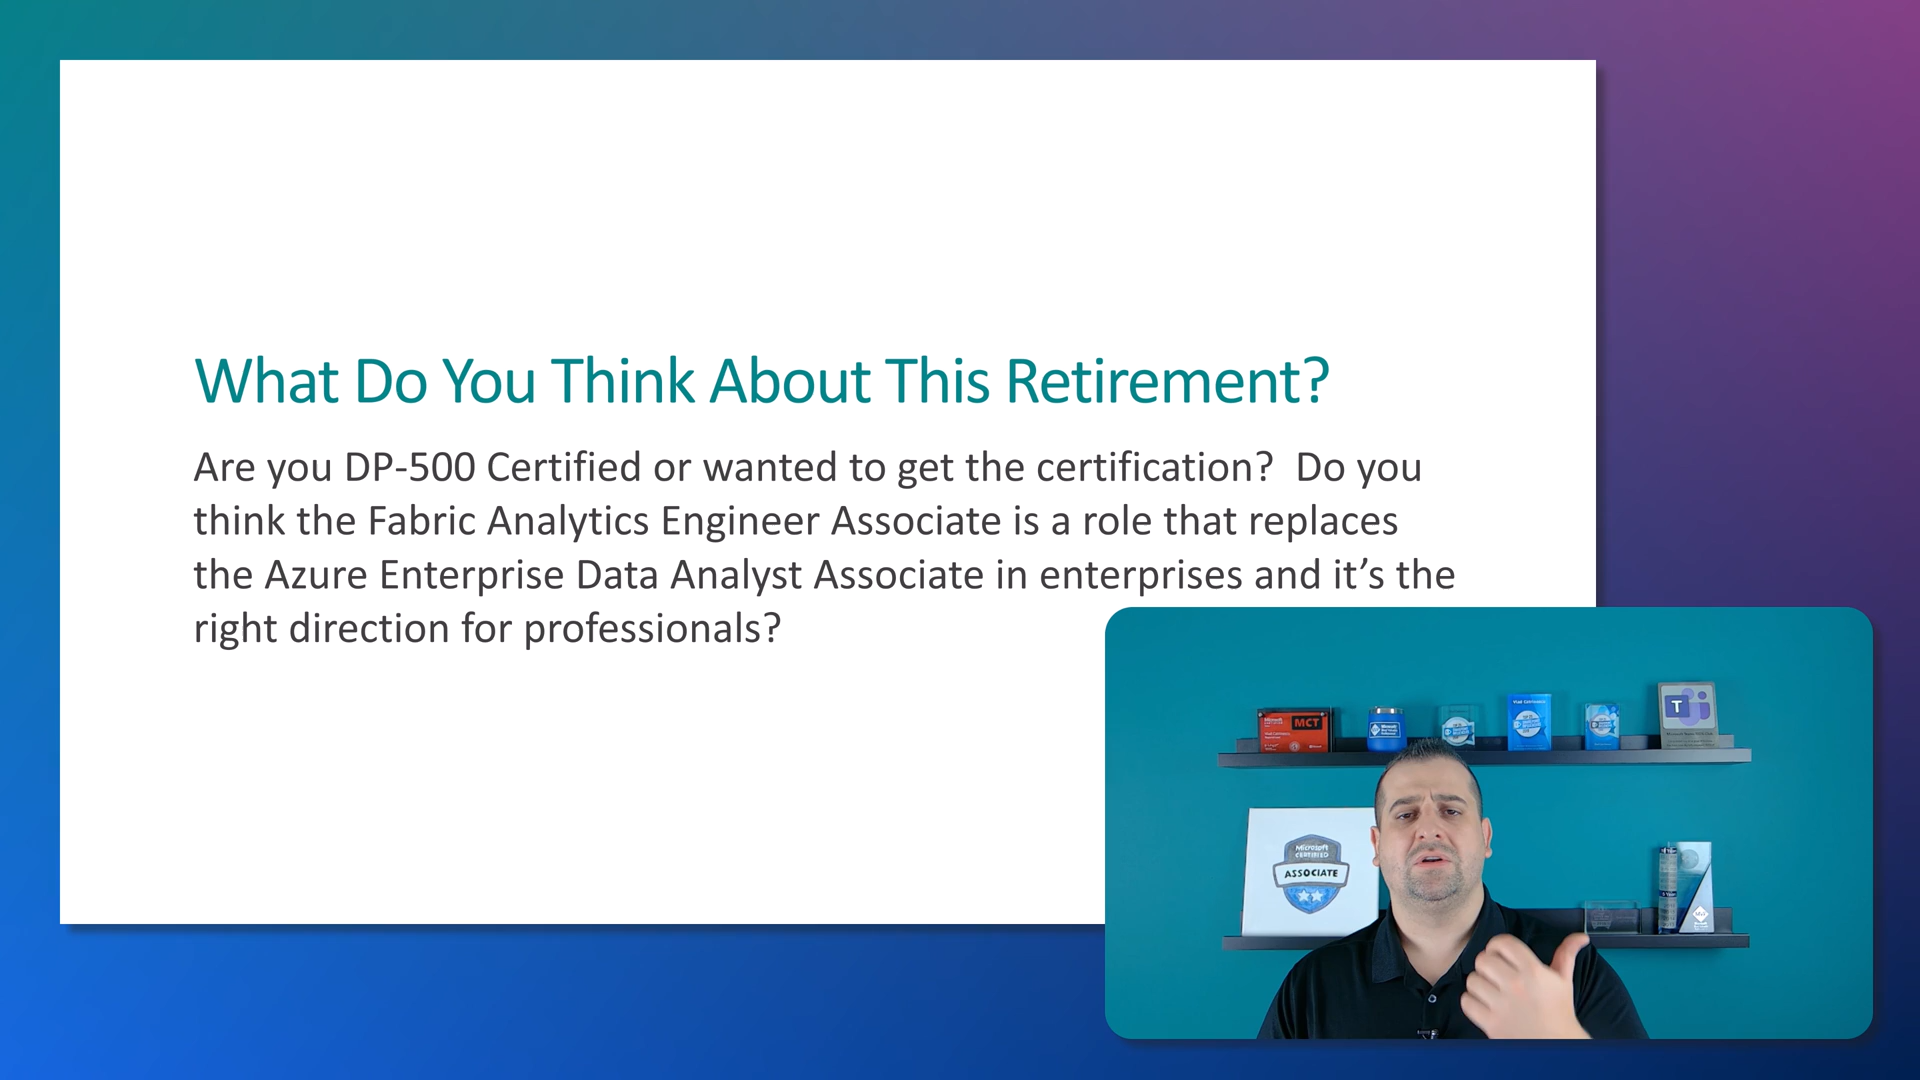 What Do You Think About This Retirement?
Are you DP-500 Certified or wanted to get the certification?  Do you
think the Fabric Analytics Engineer Associate is a role that replaces
the Azure Enterprise Data Analyst Associate in enterprises and it’s the
right direction for professionals?
MCT
T
Microsoft
CERTIFIED
ASSOCIATE